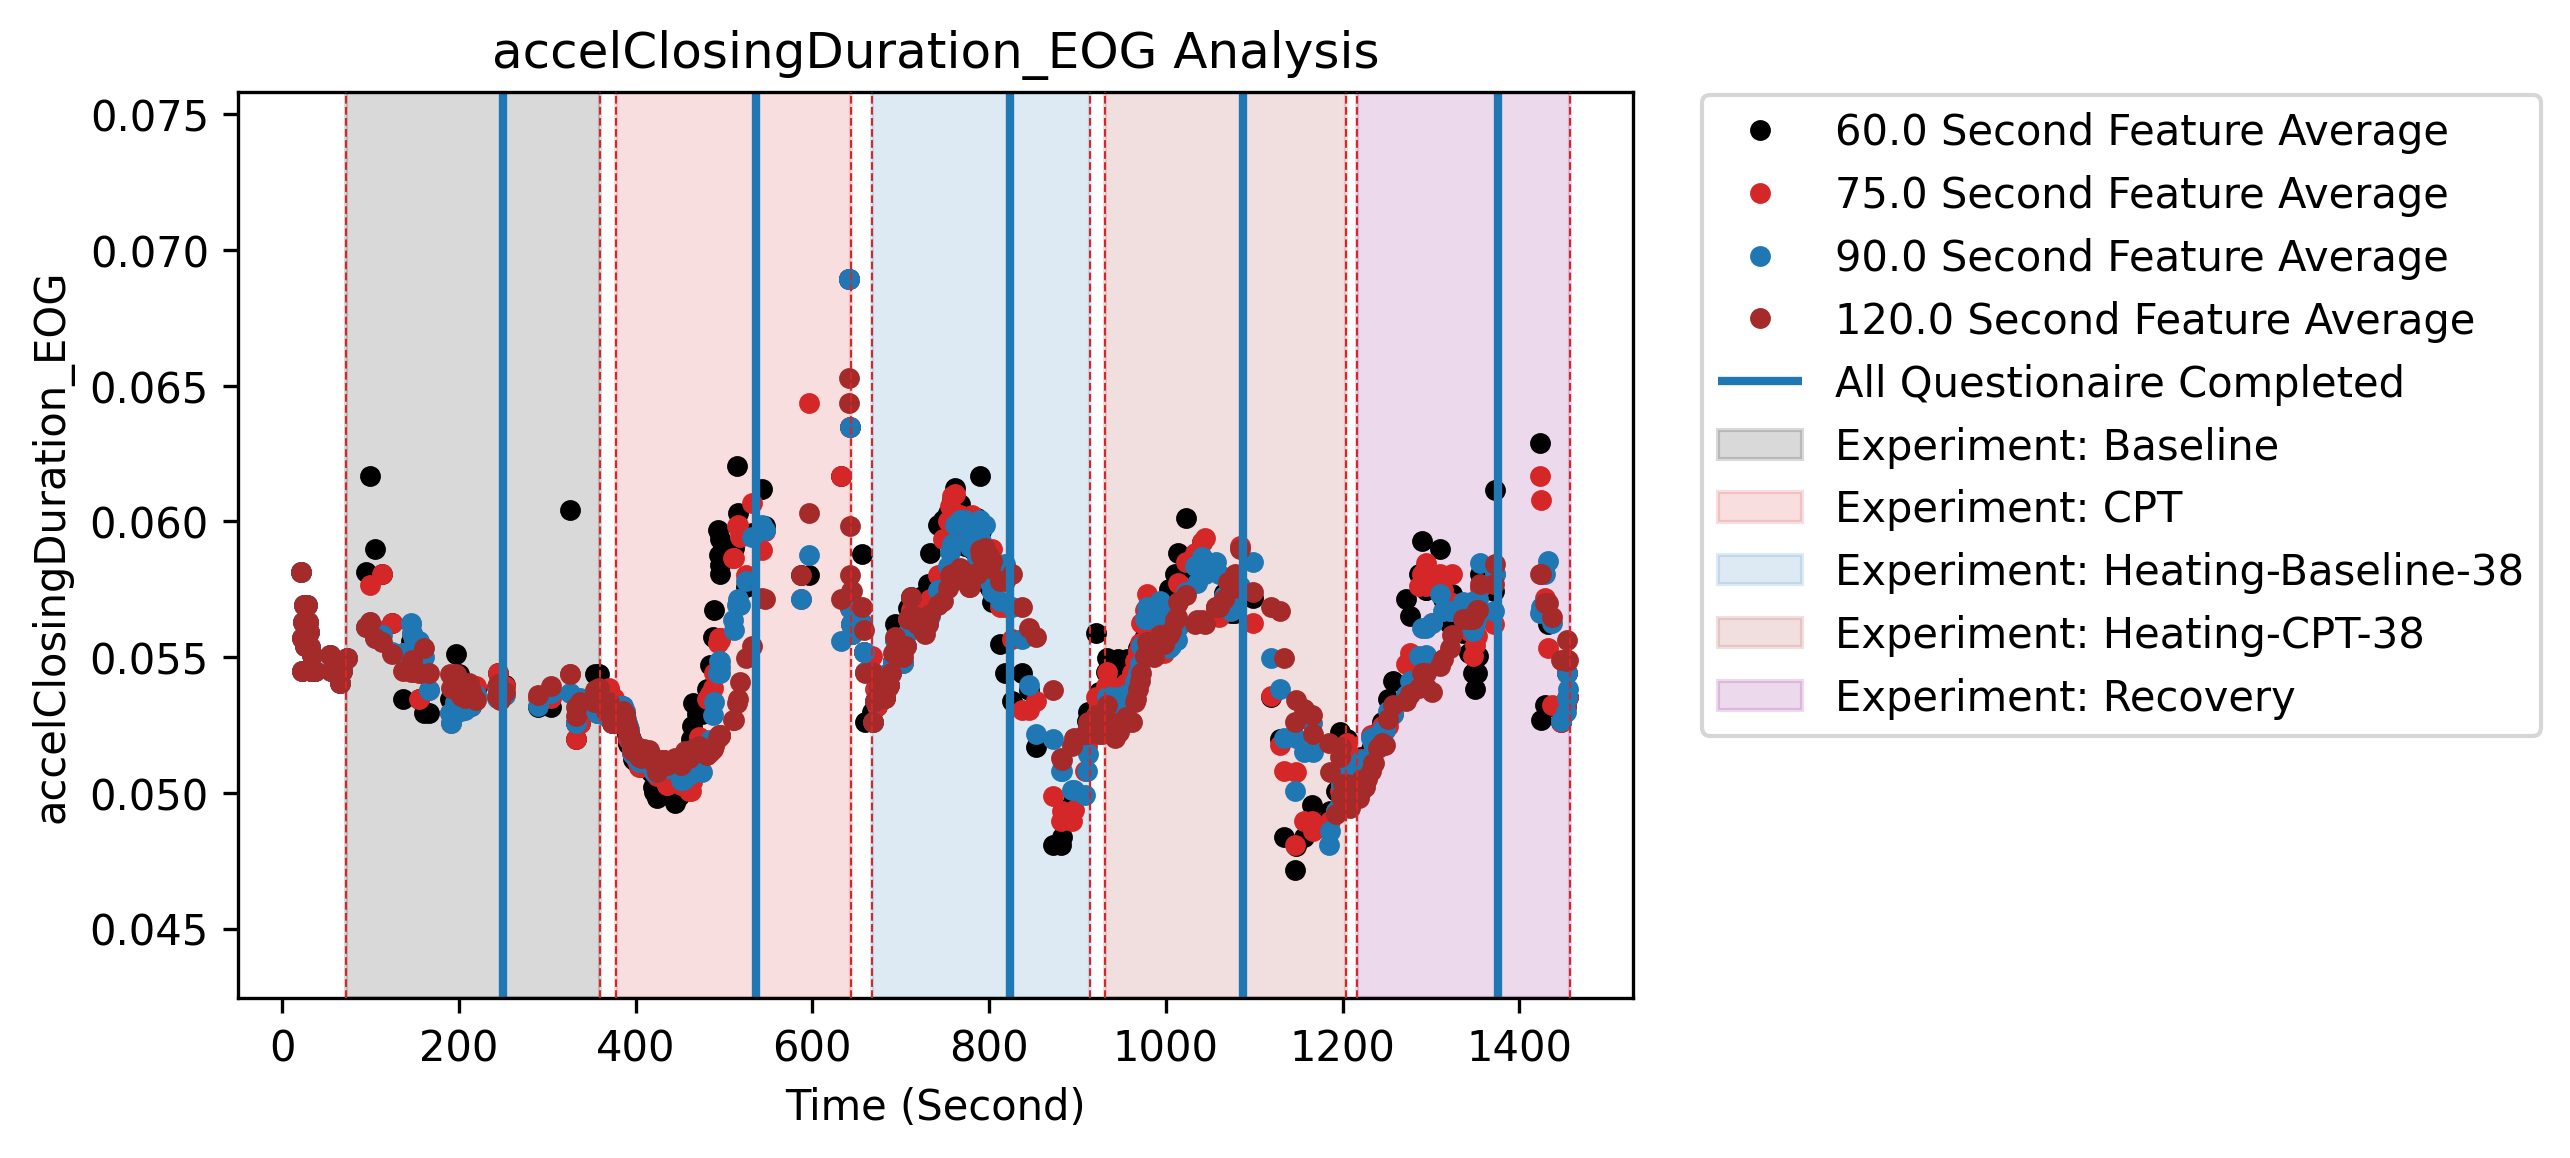 accelClosingDuration_EOG Analysis
accelClosingDuration_EOG
0.075
0.070
0.065
0.060
0.055
0.050
0.045
0 200 400 600 800 1000 1200 1400
Time (Second)
60.0 Second Feature Average
75.0 Second Feature Average
90.0 Second Feature Average
120.0 Second Feature Average
All Questionaire Completed
Experiment: Baseline
Experiment: CPT
Experiment: Heating-Baseline-38
Experiment: Heating-CPT-38
Experiment: Recovery